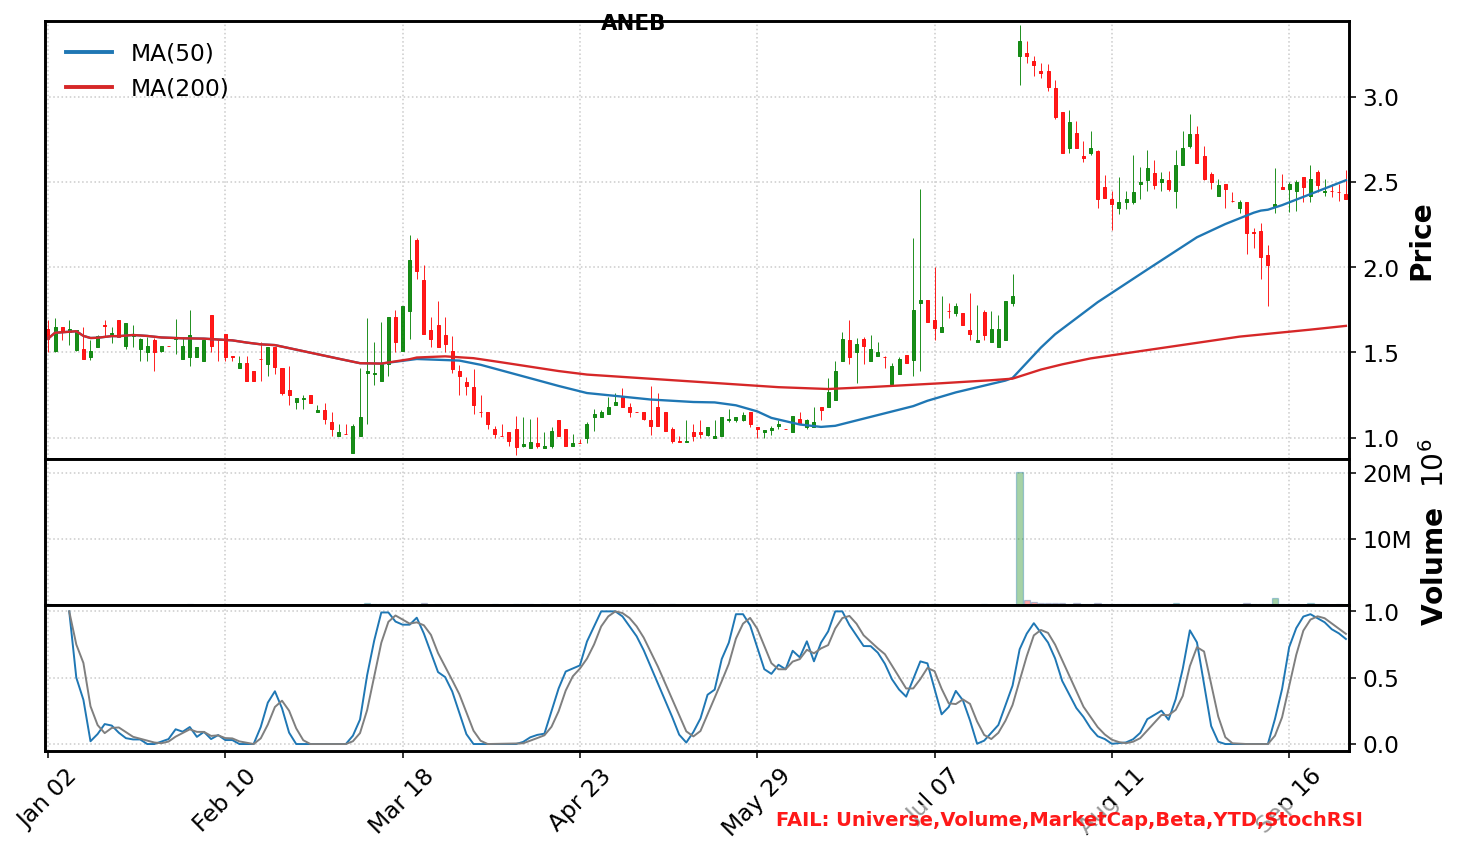 ANEB
MA(50)
MA(200)
3.0
2.5
2.0
1.5
1.0
Price
20M
10M
Volume 10⁶
1.0
0.5
0.0
Jan 02
Feb 10
Mar 18
Apr 23
May 29
Jul 07
Aug 11
Sep 16
FAIL: Universe,Volume,MarketCap,Beta,YTD,StochRSI